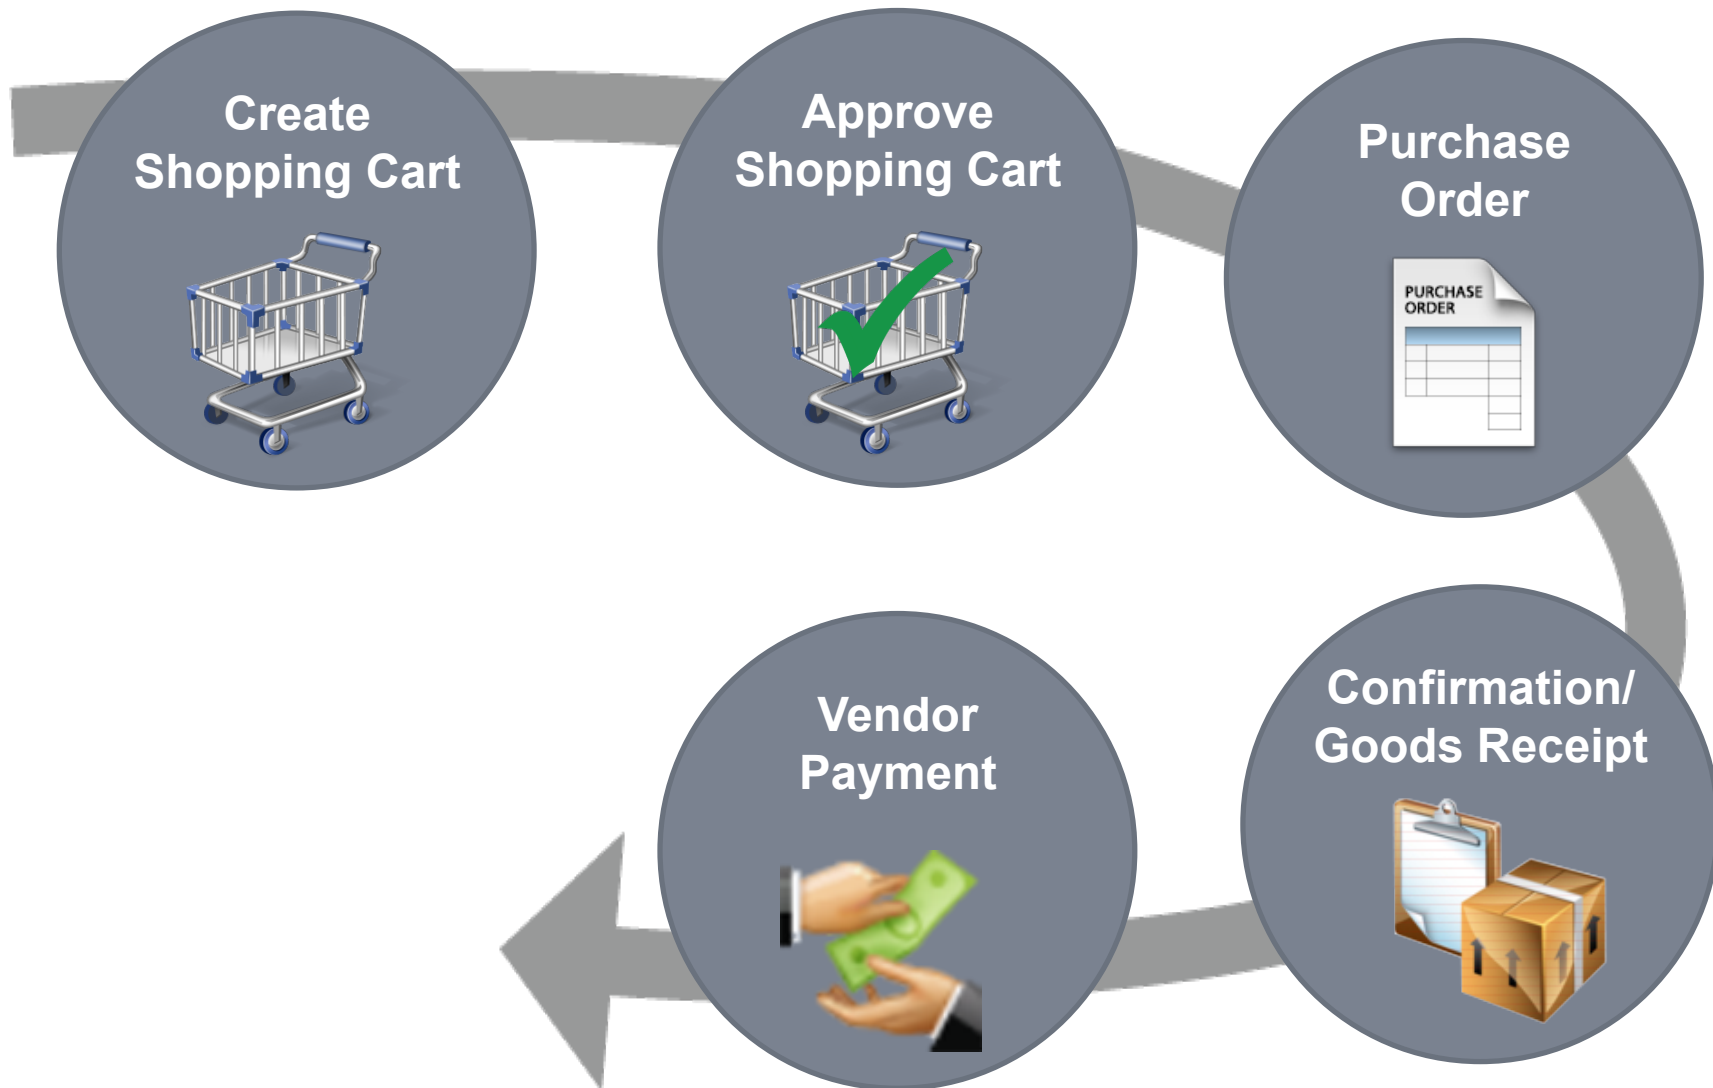 Create
Shopping Cart
Approve
Shopping Cart
Purchase
Order
PURCHASE
ORDER
Confirmation/
Goods Receipt
Vendor
Payment